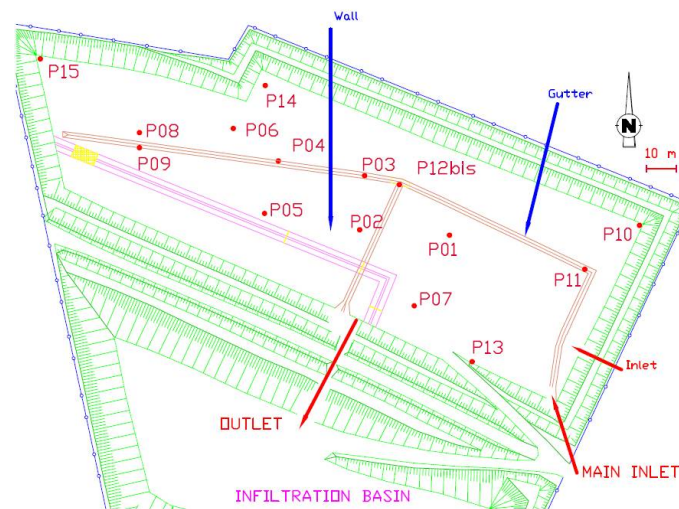 Wall
P15
P14
Gutter
N
10 m
P08
P06
P09
P04
P03
P12bis
P05
P02
P01
P10
P11
P07
P13
Inlet
OUTLET
MAIN INLET
INFILTRATION BASIN